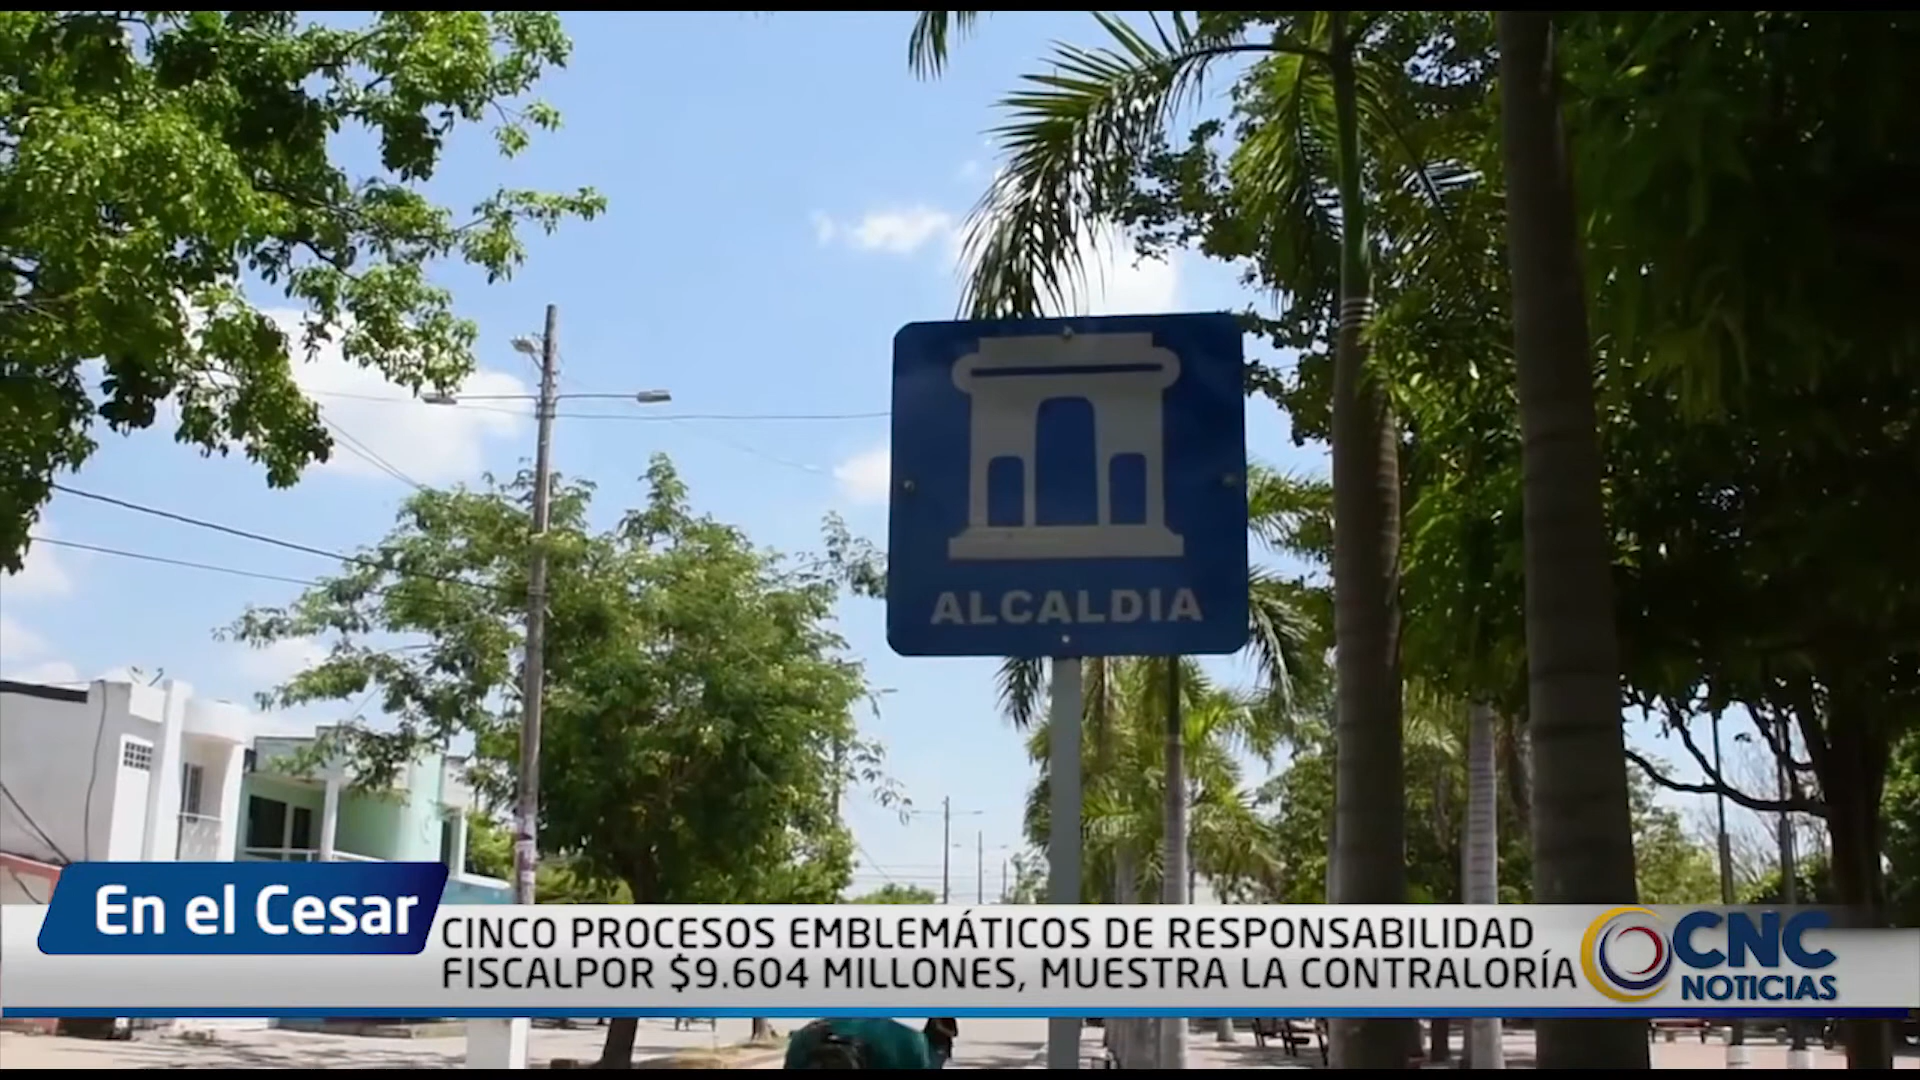 ALCALDIA
En el Cesar
CINCO PROCESOS EMBLEMÁTICOS DE RESPONSABILIDAD
FISCALPOR $9.604 MILLONES, MUESTRA LA CONTRALORÍA
CNC
NOTICIAS